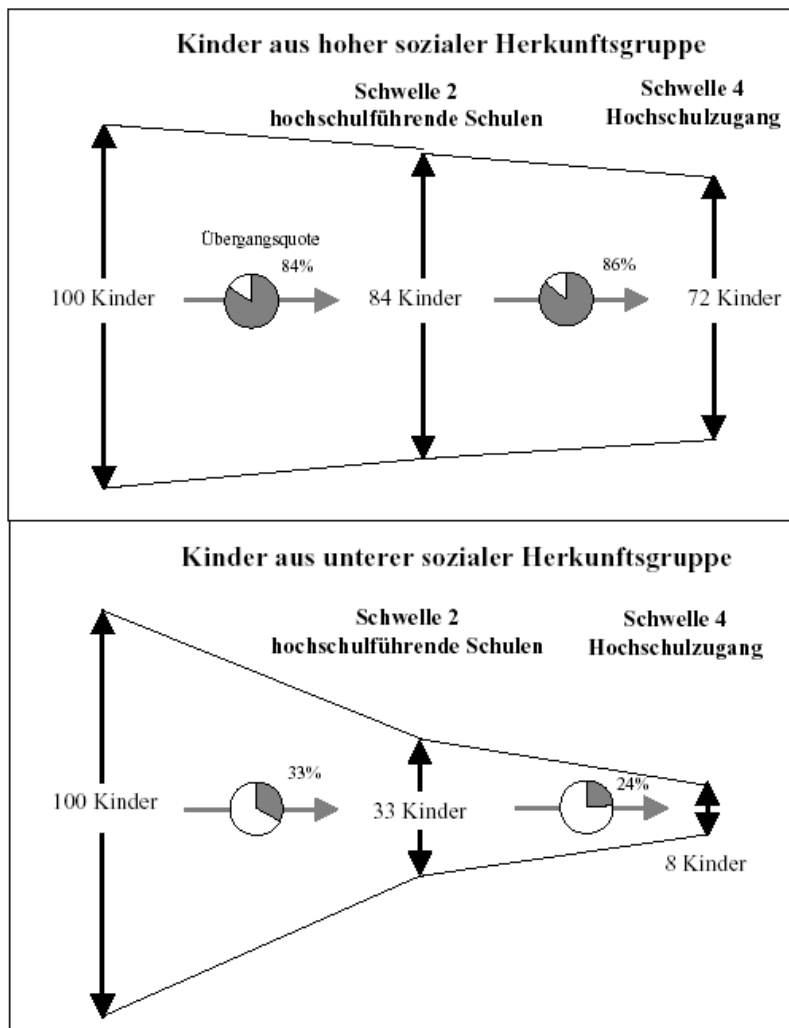 Kinder aus hoher sozialer Herkunftsgruppe
Schwelle 2
hochschulführende Schulen
Schwelle 4
Hochschulzugang
Übergangsquote
84%
86%
100 Kinder
84 Kinder
72 Kinder
Kinder aus unterer sozialer Herkunftsgruppe
Schwelle 2
hochschulführende Schulen
Schwelle 4
Hochschulzugang
33%
24%
100 Kinder
33 Kinder
8 Kinder